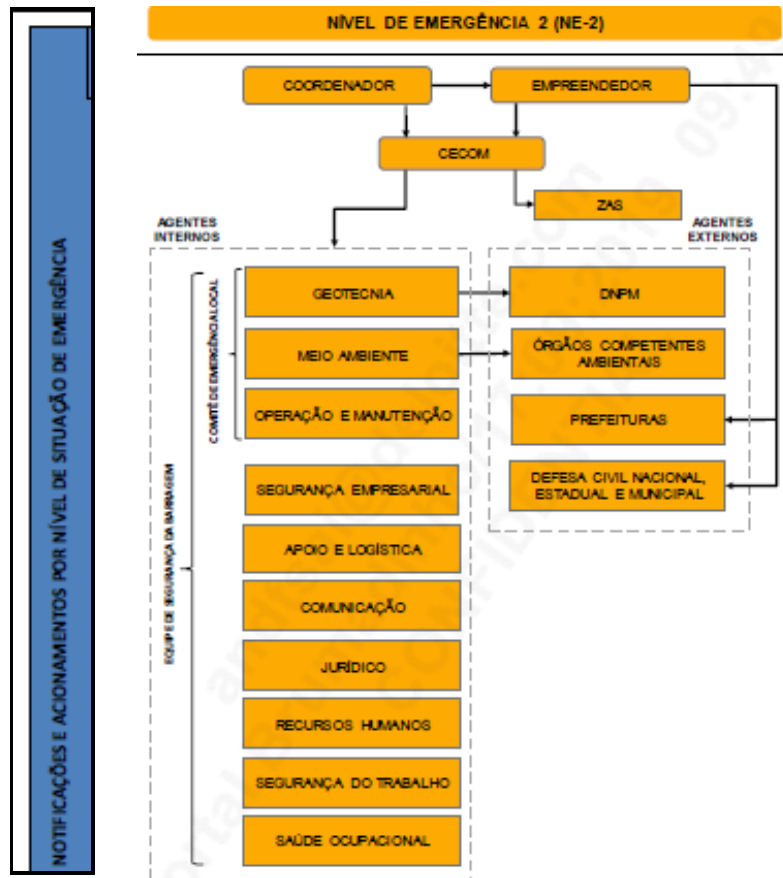 NOTIFICAÇÕES E ACIONAMENTOS POR NÍVEL DE SITUAÇÃO DE EMERGÊNCIA
NÍVEL DE EMERGÊNCIA 2 (NE-2)
COORDENADOR
EMPREENDEDOR
CECOM
ZAS
AGENTES
INTERNOS
AGENTES
EXTERNOS
EQUIPE DE SEGURANÇA DA BARRAGEM
COMITÊ DE EMERGÊNCIA LOCAL
GEOTECNIA
DNPM
MEIO AMBIENTE
ÓRGÃOS COMPETENTES
AMBIENTAIS
OPERAÇÃO E MANUTENÇÃO
PREFEITURAS
SEGURANÇA EMPRESARIAL
DEFESA CIVIL NACIONAL,
ESTADUAL E MUNICIPAL
APOIO E LOGÍSTICA
COMUNICAÇÃO
JURÍDICO
RECURSOS HUMANOS
SEGURANÇA DO TRABALHO
SAÚDE OCUPACIONAL